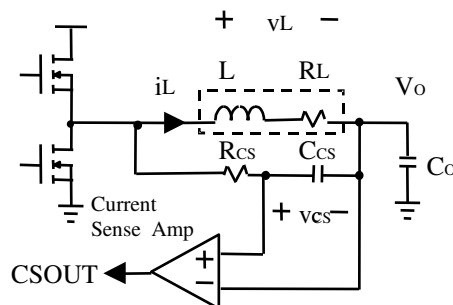 + vL −
iL L RL VO
RCS CCS
CO
+ vcs −
Current
Sense Amp
+
CSOUT
−